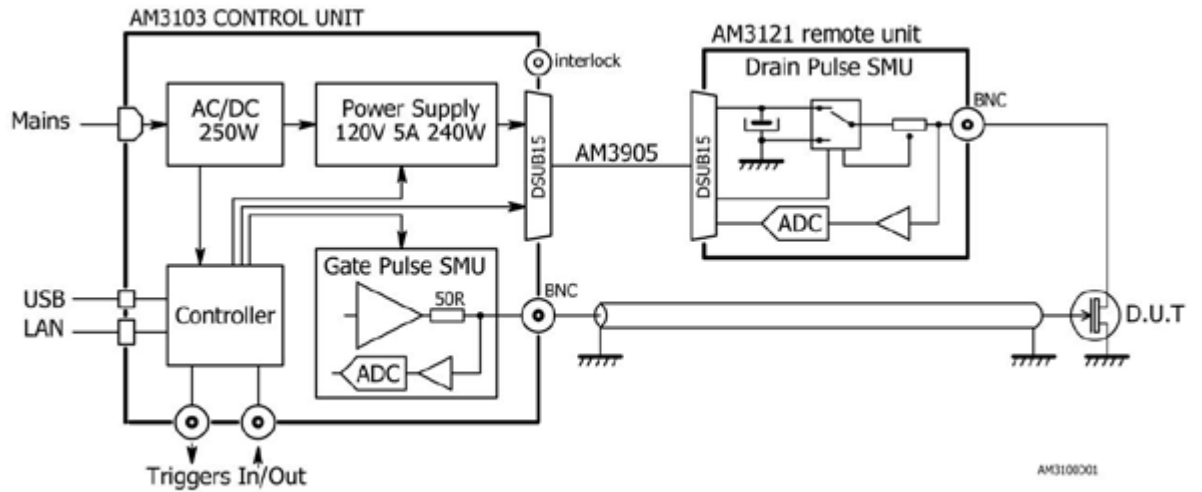 AM3103 CONTROL UNIT
interlock
Mains
AC/DC
250W
Power Supply
120V 5A 240W
DSUB15
AM3905
AM3121 remote unit
Drain Pulse SMU
DSUB15
ADC
BNC
USB
LAN
Controller
Gate Pulse SMU
50R
ADC
BNC
D.U.T
Triggers In/Out
AM3100D01